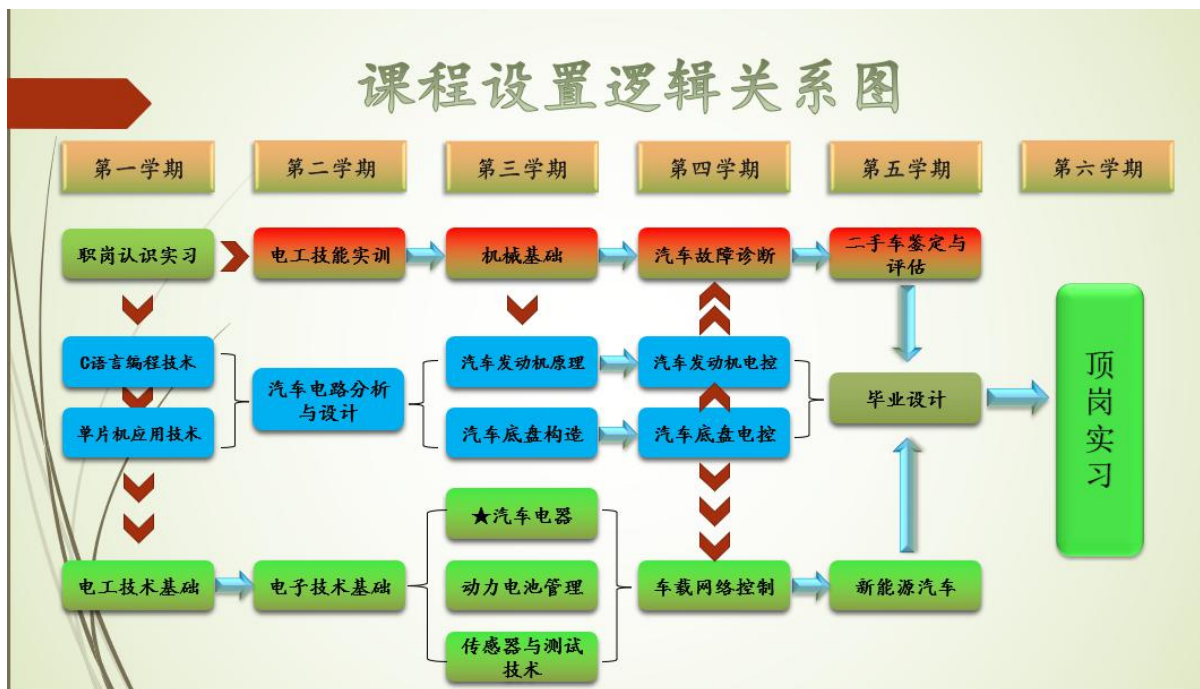 课程设置逻辑关系图
第一学期
第二学期
第三学期
第四学期
第五学期
第六学期
职岗认识实习
电工技能实训
机械基础
汽车故障诊断
二手车鉴定与
评估
C语言编程技术
单片机应用技术
汽车电路分析
与设计
汽车发动机原理
汽车发动机电控
汽车底盘构造
汽车底盘电控
毕业设计
顶岗实习
★汽车电器
电工技术基础
电子技术基础
动力电池管理
车载网络控制
新能源汽车
传感器与测试
技术